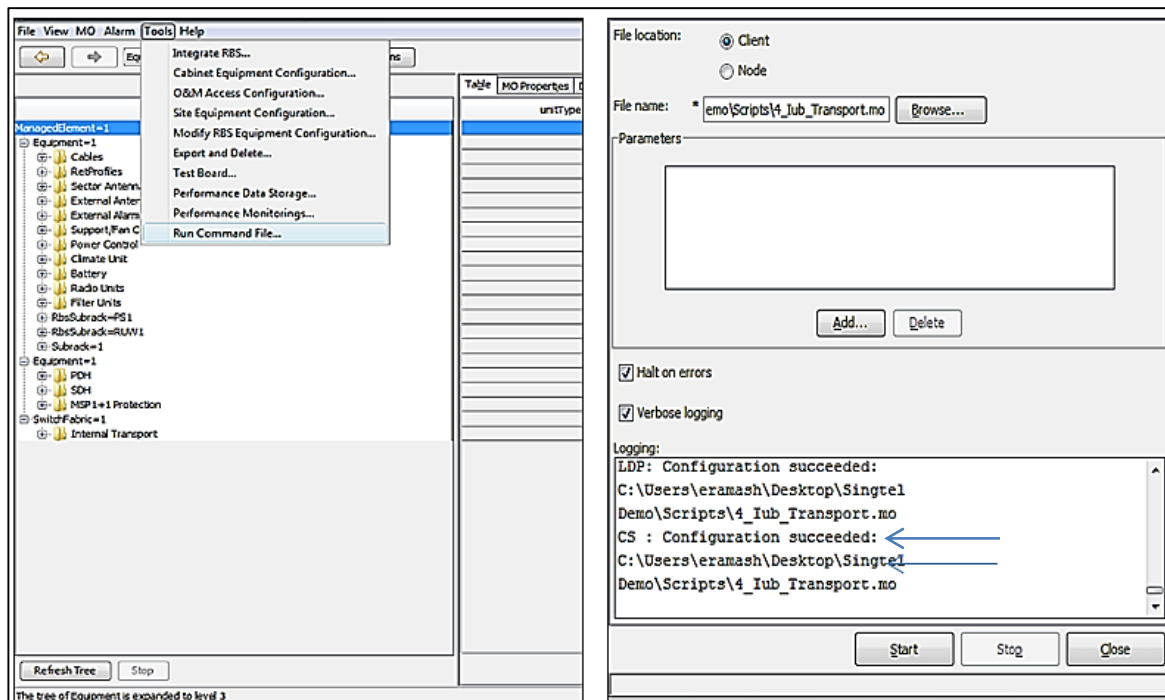 File View MO Alarm Tools Help
Integrate RBS...
Cabinet Equipment Configuration...
O&M Access Configuration...
Site Equipment Configuration...
Modify RBS Equipment Configuration...
Export and Delete...
Test Board...
Performance Data Storage...
Performance Monitorings...
Run Command File...
Table MO Properties
unitType
ManagedElement=1
Equipment=1
Cables
RetProfiles
Sector Antenn
External Anter
External Alarm
Support/Fan C
Power Control
Climate Unit
Battery
Radio Units
Filter Units
RbsSubrack=PS1
RbsSubrack=RUW1
Subrack=1
Equipment=1
PDH
SDH
MSP1+1 Protection
SwitchFabric=1
Internal Transport
Refresh Tree Stop
The tree of Equipment is expanded to level 3
File location: Client
Node
File name: * emo\Scripts\4_Iub_Transport.mo Browse...
Parameters
Add... Delete
Halt on errors
Verbose logging
Logging:
LDP: Configuration succeeded:
C:\Users\eramash\Desktop\Singtel
Demo\Scripts\4_Iub_Transport.mo
CS : Configuration succeeded:
C:\Users\eramash\Desktop\Singtel
Demo\Scripts\4_Iub_Transport.mo
Start Stop Close